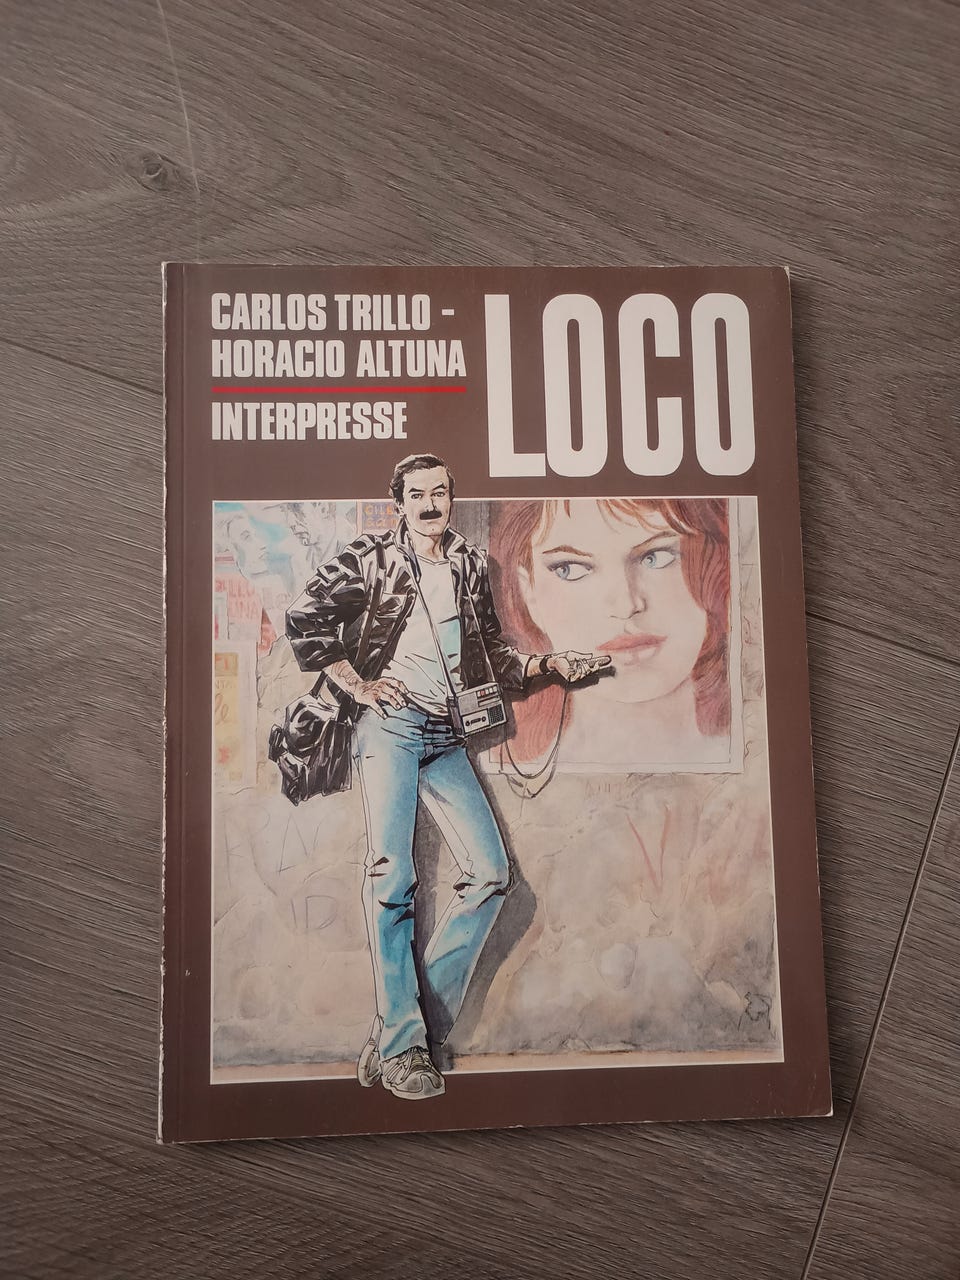 CARLOS TRILLO -
HORACIO ALTUNA
INTERPRESSE
LOCO